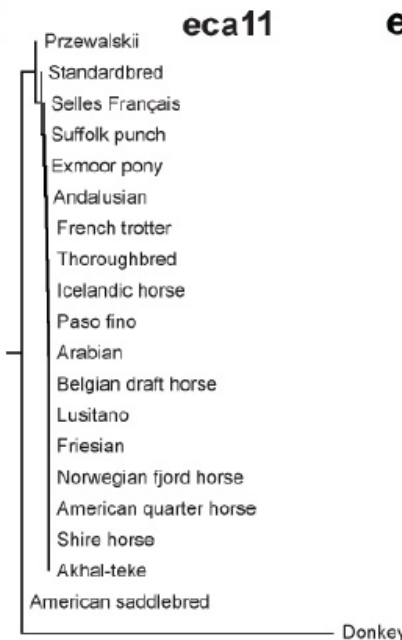 eca11
e
Przewalskii
Standardbred
Selles Français
Suffolk punch
Exmoor pony
Andalusian
French trotter
Thoroughbred
Icelandic horse
Paso fino
Arabian
Belgian draft horse
Lusitano
Friesian
Norwegian fjord horse
American quarter horse
Shire horse
Akhal-teke
American saddlebred
Donkey